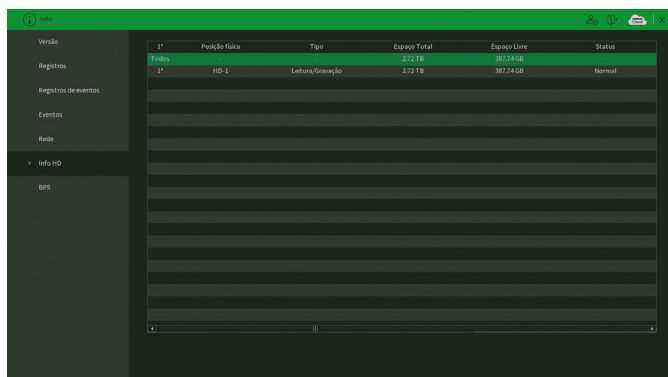 Info
Versão
Registros
Registros de eventos
Eventos
Rede
Info HD
BPS
1* Posição física Tipo Espaço Total Espaço Livre Status
Todos - - 2.72 TB 387.74 GB -
1* HD-1 Leitura/Gravação 2.72 TB 387.74 GB Normal